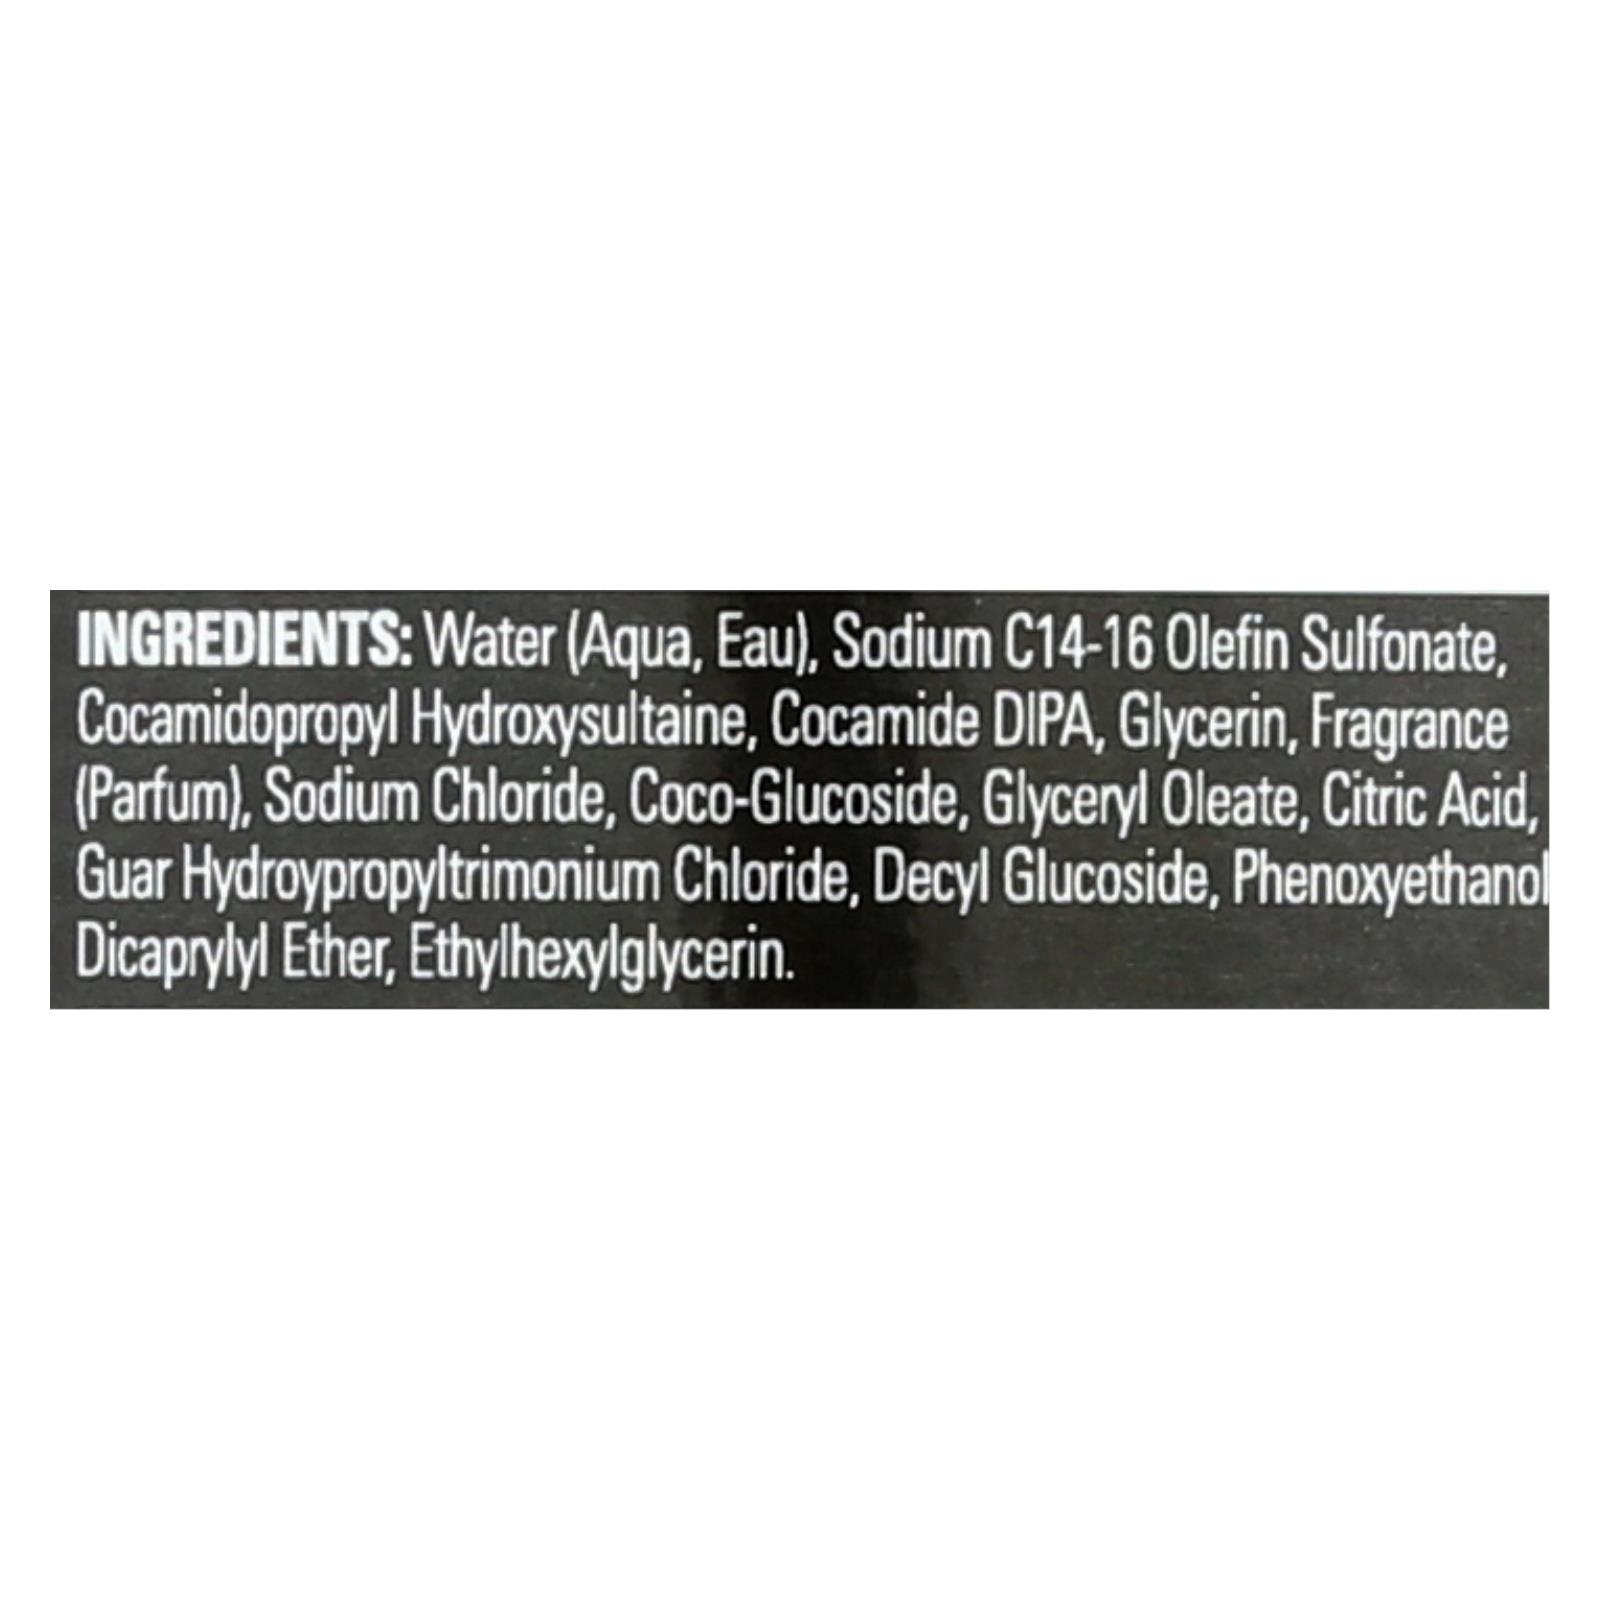 INGREDIENTS: Water (Aqua, Eau), Sodium C14-16 Olefin Sulfonate,
Cocamidopropyl Hydroxysultaine, Cocamide DIPA, Glycerin, Fragrance
(Parfum), Sodium Chloride, Coco-Glucoside, Glyceryl Oleate, Citric Acid,
Guar Hydroypropyltrimonium Chloride, Decyl Glucoside, Phenoxyethanol
Dicaprylyl Ether, Ethylhexylglycerin.